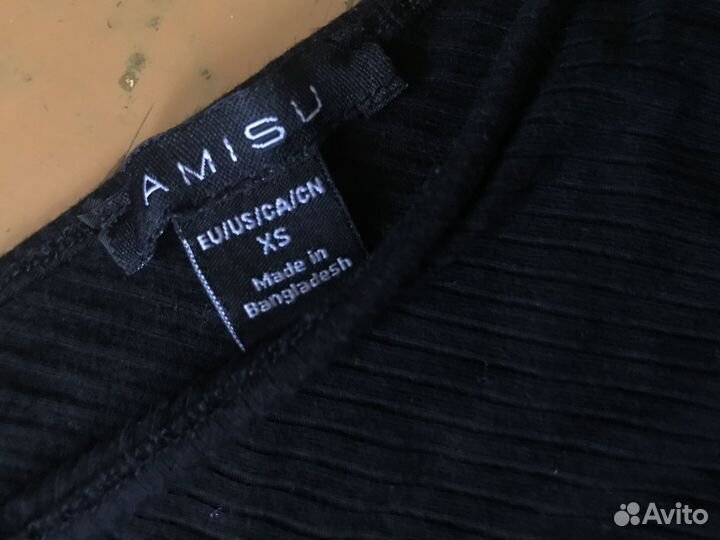 AMISU
EU/US/CA/CN
XS
Made in
Bangladesh
Avito